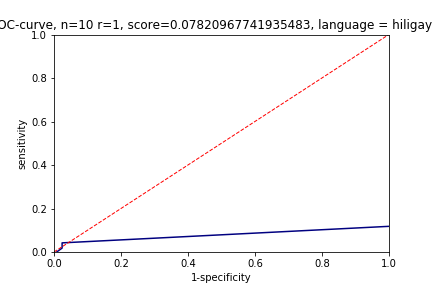 OC-curve, n=10 r=1, score=0.07820967741935483, language = hiligay
1.0
0.8
0.6
0.4
0.2
0.0
sensitivity
0.0 0.2 0.4 0.6 0.8 1.0
1-specificity